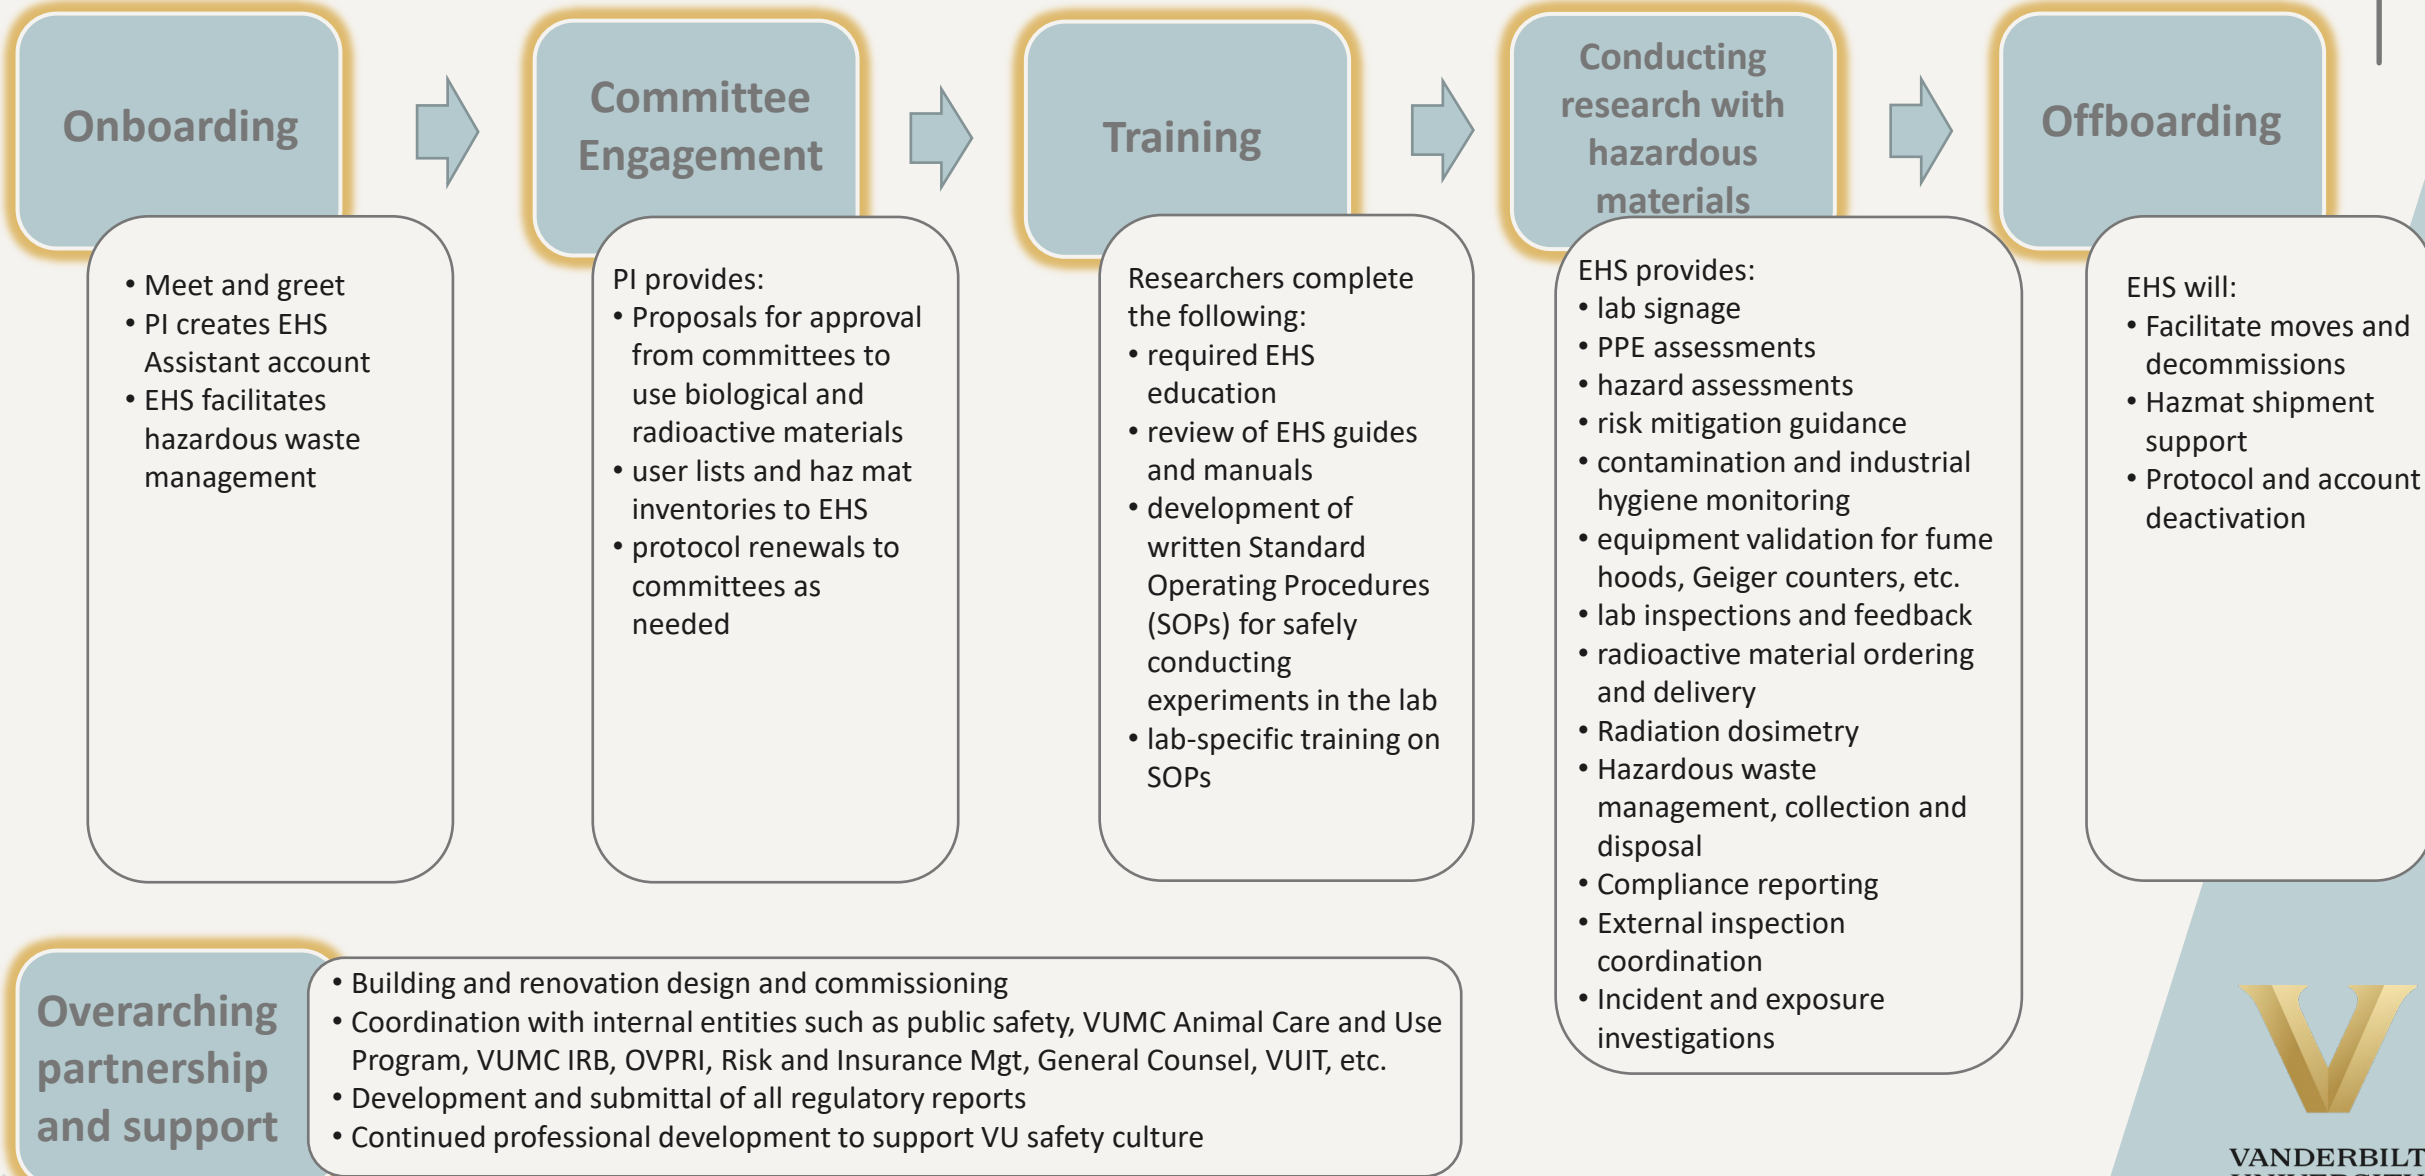 Onboarding
• Meet and greet
• PI creates EHS
Assistant account
• EHS facilitates
hazardous waste
management
Committee
Engagement
PI provides:
• Proposals for approval
from committees to
use biological and
radioactive materials
• user lists and haz mat
inventories to EHS
• protocol renewals to
committees as
needed
Training
Researchers complete
the following:
• required EHS
education
• review of EHS guides
and manuals
• development of
written Standard
Operating Procedures
(SOPs) for safely
conducting
experiments in the lab
• lab-specific training on
SOPs
Conducting
research with
hazardous
materials
EHS provides:
• lab signage
• PPE assessments
• hazard assessments
• risk mitigation guidance
• contamination and industrial
hygiene monitoring
• equipment validation for fume
hoods, Geiger counters, etc.
• lab inspections and feedback
• radioactive material ordering
and delivery
• Radiation dosimetry
• Hazardous waste
management, collection and
disposal
• Compliance reporting
• External inspection
coordination
• Incident and exposure
investigations
Offboarding
EHS will:
• Facilitate moves and
decommissions
• Hazmat shipment
support
• Protocol and account
deactivation
Overarching
partnership
and support
• Building and renovation design and commissioning
• Coordination with internal entities such as public safety, VUMC Animal Care and Use
Program, VUMC IRB, OVPRI, Risk and Insurance Mgt, General Counsel, VUIT, etc.
• Development and submittal of all regulatory reports
• Continued professional development to support VU safety culture
V
VANDERBILT
UNIVERSITY